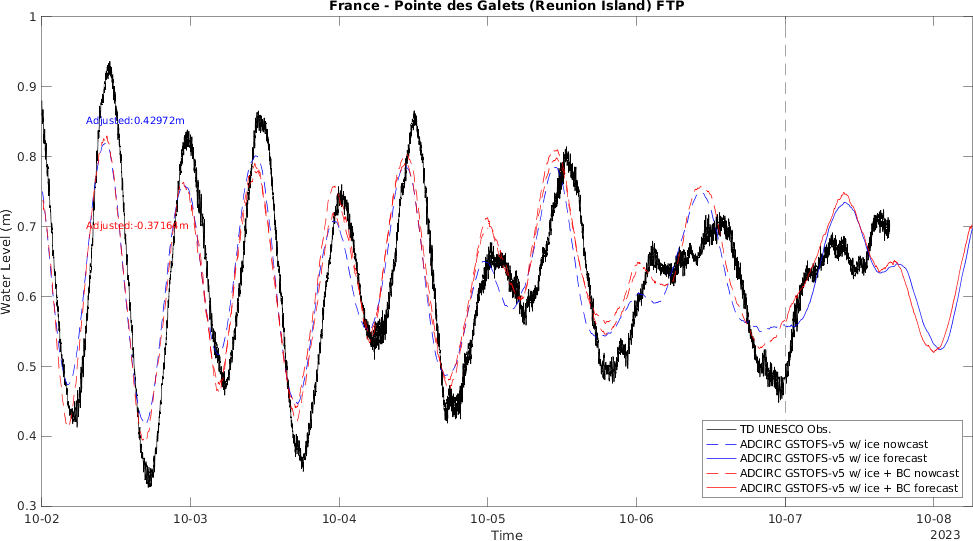 France - Pointe des Galets (Reunion Island) FTP
1
0.9
0.8
0.7
0.6
0.5
0.4
0.3
Water Level (m)
Adjusted:0.42972m
Adjusted:-0.37164m
10-02
10-03
10-04
10-05
10-06
10-07
10-08
2023
Time
TD UNESCO Obs.
ADCIRC GSTOFS-v5 w/ ice nowcast
ADCIRC GSTOFS-v5 w/ ice forecast
ADCIRC GSTOFS-v5 w/ ice + BC nowcast
ADCIRC GSTOFS-v5 w/ ice + BC forecast